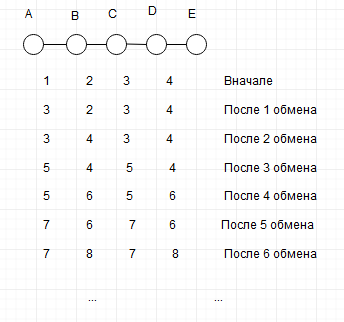 A B C D E
1 2 3 4 Вначале
3 2 3 4 После 1 обмена
3 4 3 4 После 2 обмена
5 4 5 4 После 3 обмена
5 6 5 6 После 4 обмена
7 6 7 6 После 5 обмена
7 8 7 8 После 6 обмена
... ...